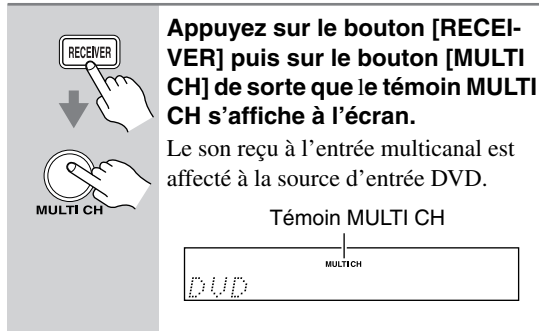 RECEIVER
MULTI CH
Appuyez sur le bouton [RECEI-
VER] puis sur le bouton [MULTI
CH] de sorte que le témoin MULTI
CH s'affiche à l'écran.
Le son reçu à l'entrée multicanal est
affecté à la source d'entrée DVD.
Témoin MULTI CH
MULTICH
DVD